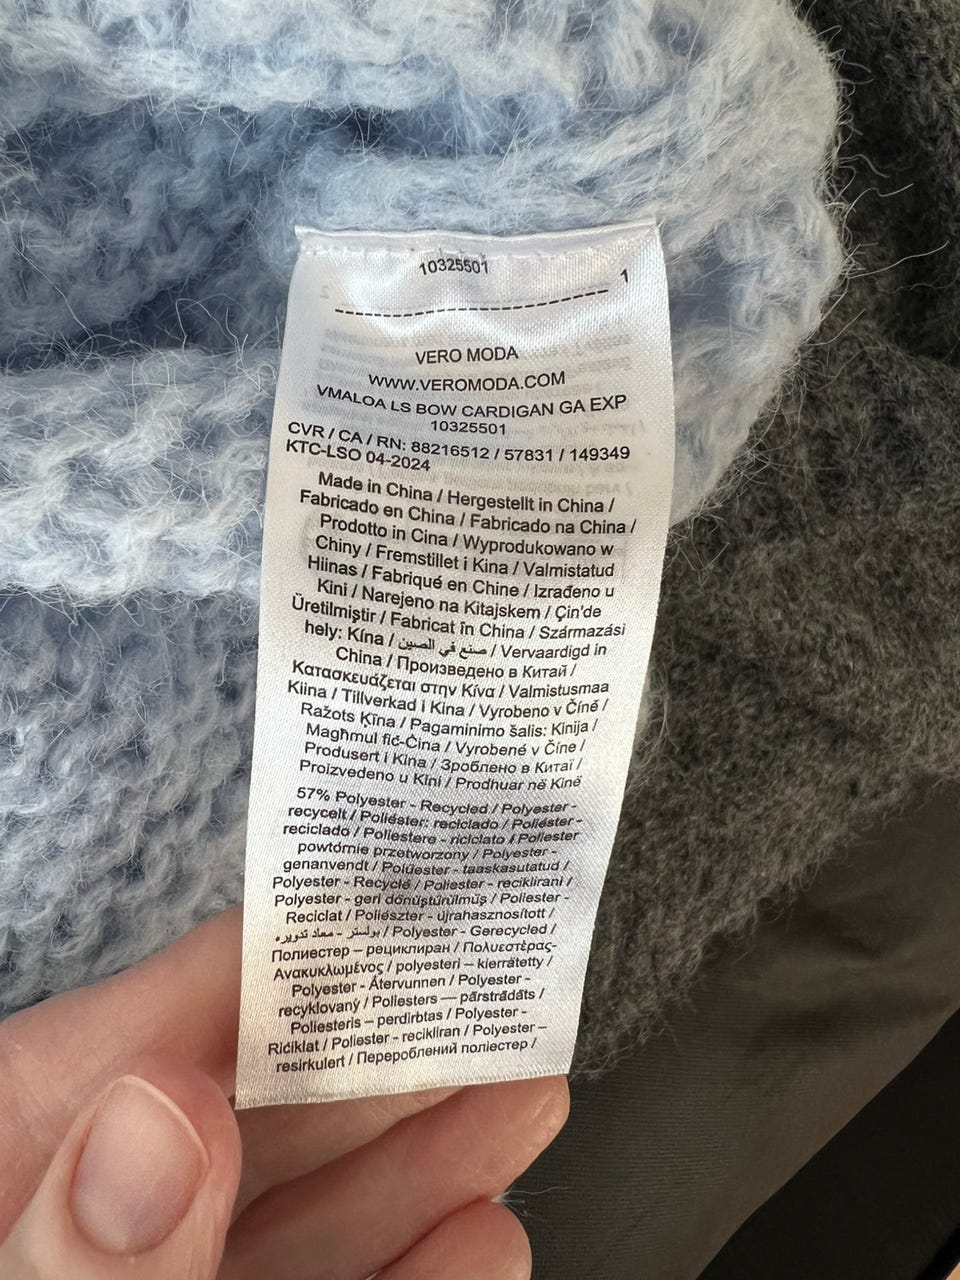 10325501
1
VERO MODA
WWW.VEROMODA.COM
VMALOA LS BOW CARDIGAN GA EXP
10325501
CVR / CA / RN: 88216512 / 57831 / 149349
KTC-LSO 04-2024
Made in China / Hergestellt in China /
Fabricado en China / Fabricado na China /
Prodotto in Cina / Wyprodukowano w
Chiny / Fremstillet i Kina / Valmistatud
Hiinas / Fabriqué en Chine / Izrađeno u
Kini / Narejeno na Kitajskem / Çin'de
Üretilmiştir / Fabricat în China / Származási
hely: Kína / صنع في الصين / Vervaardigd in
China / Произведено в Китай /
Κατασκευάζεται στην Κίνα / Valmistusmaa
Kiina / Tillverkad i Kina / Vyrobeno v Číně /
Ražots Ķīna / Pagaminimo šalis: Kinija /
Magħmul fiċ-Ċina / Vyrobené v Číne /
Produsert i Kina / Зроблено в Китаї /
Proizvedeno u Kini / Prodhuar në Kinë
57% Polyester - Recycled / Polyester -
recycelt / Poliéster: reciclado / Poliéster -
reciclado / Poliestere - riciclato / Poliester
powtórnie przetworzony / Polyester -
genanvendt / Polüester - taaskasutatud /
Polyester - Recyclé / Poliester - reciklirani /
Polyester - geri dönüştürülmüş / Poliester -
Reciclat / Poliészter - újrahasznosított /
بوليستر - معاد تدويره / Polyester - Gerecycled /
Полиестер – рециклиран / Πολυεστέρας-
Ανακυκλωμένος / polyesteri – kierrätetty /
Polyester - Återvunnen / Polyester -
recyklovaný / Poliesters — pārstrādāts /
Poliesteris – perdirbtas / Polyester -
Riċiklat / Poliester - recikliran / Polyester –
resirkulert / Перероблений поліестер /